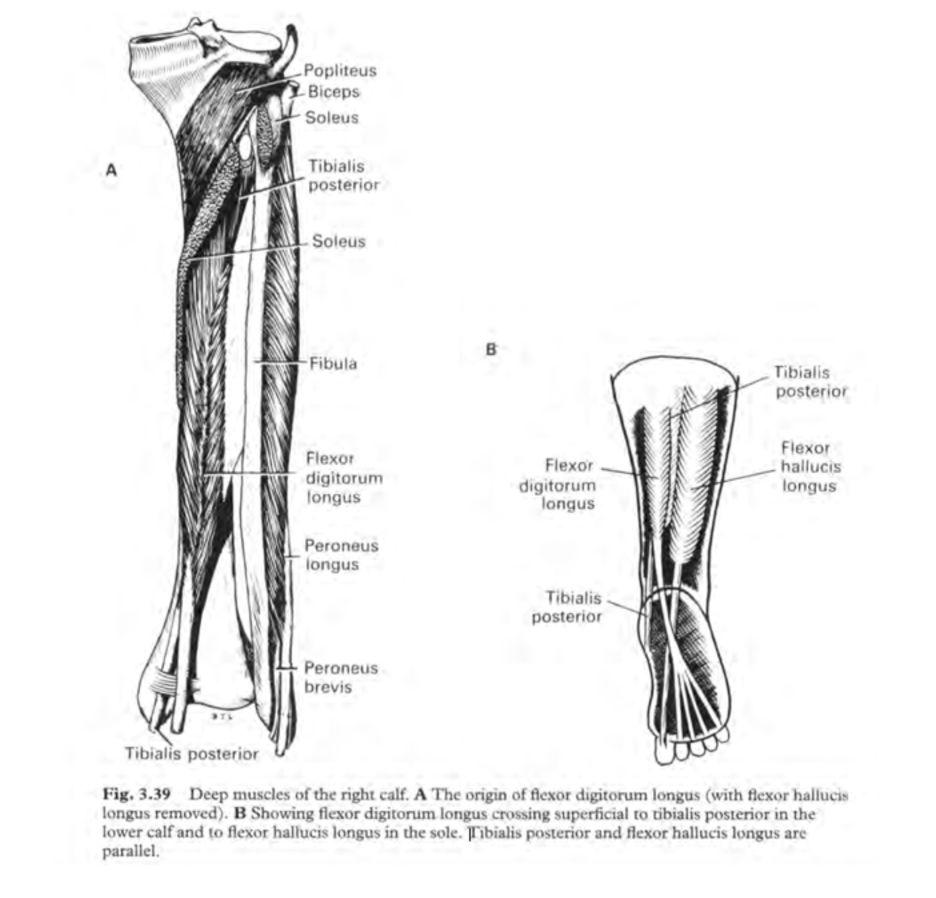 Popliteus
Biceps
Soleus
A
Tibialis
posterior
Soleus
Fibula
Flexor
digitorum
longus
Peroneus
longus
Peroneus
brevis
Tibialis posterior
B
Tibialis
posterior
Flexor
hallucis
longus
Flexor
digitorum
longus
Tibialis
posterior
Fig. 3.39 Deep muscles of the right calf. A The origin of flexor digitorum longus (with flexor hallucis
longus removed). B Showing flexor digitorum longus crossing superficial to tibialis posterior in the
lower calf and to flexor hallucis longus in the sole. Tibialis posterior and flexor hallucis longus are
parallel.